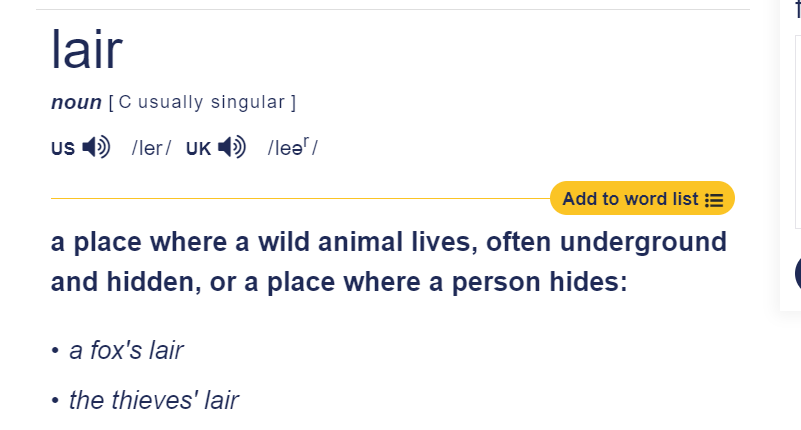 lair
noun [ C usually singular ]
US /ler/ UK /leəʳ/
Add to word list
a place where a wild animal lives, often underground
and hidden, or a place where a person hides:
• a fox's lair
• the thieves' lair